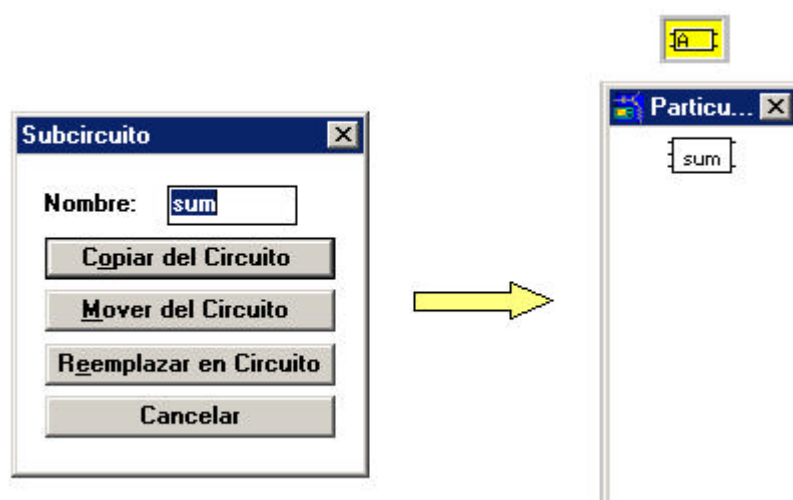 A
Particu...
sum
Subcircuito
Nombre: sum
Copiar del Circuito
Mover del Circuito
Reemplazar en Circuito
Cancelar